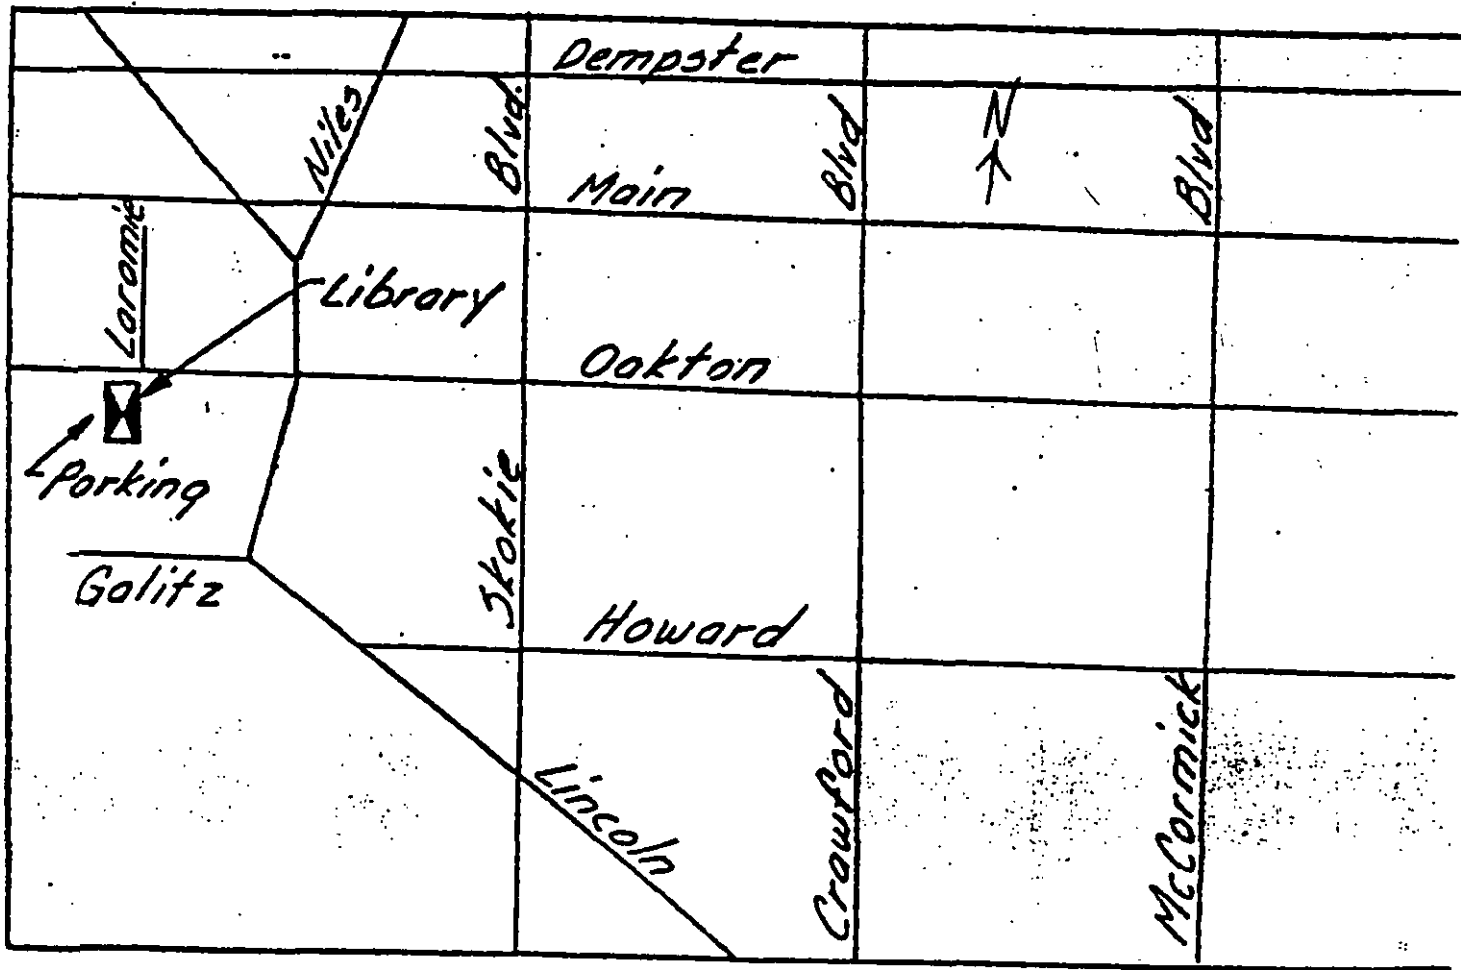 Dempster
Niles
Blvd.
Blvd
N
Blvd
Main
Laramie
Library
Oakton
Parking
Skokie
Galitz
Howard
Lincoln
Crawford
McCormick